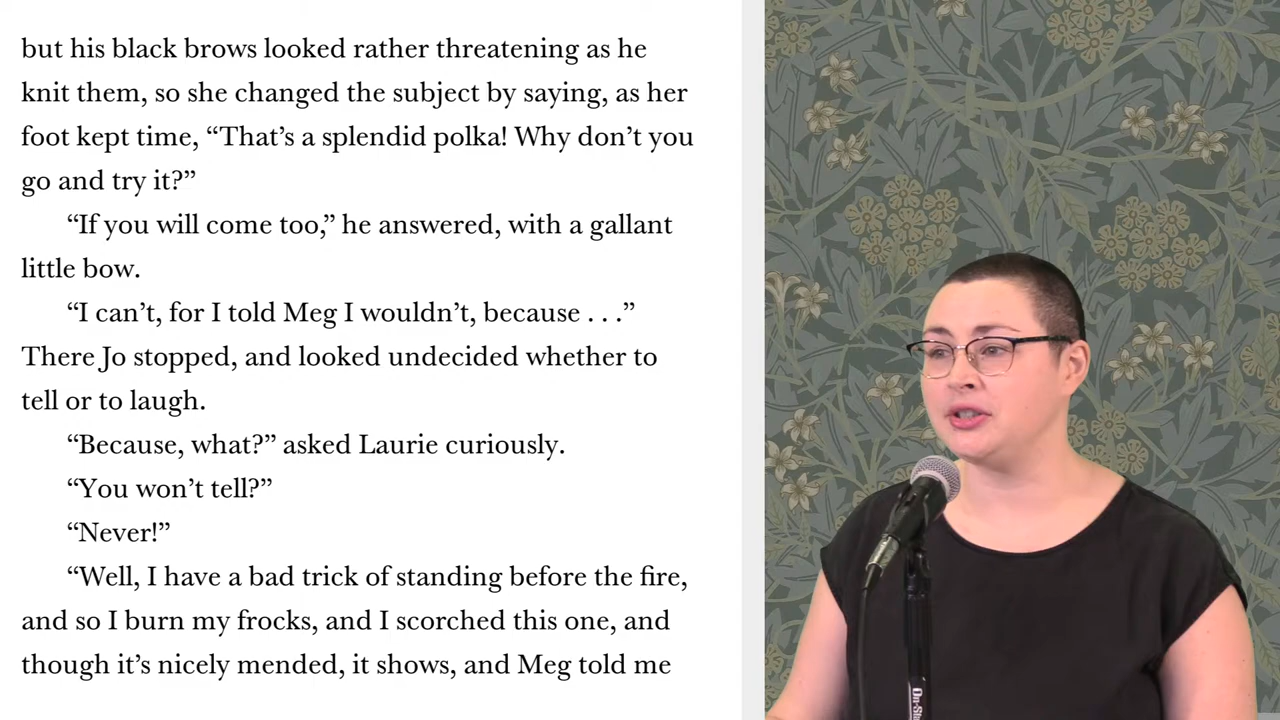 but his black brows looked rather threatening as he
knit them, so she changed the subject by saying, as her
foot kept time, “That’s a splendid polka! Why don’t you
go and try it?”
“If you will come too,” he answered, with a gallant
little bow.
“I can’t, for I told Meg I wouldn’t, because . . .”
There Jo stopped, and looked undecided whether to
tell or to laugh.
“Because, what?” asked Laurie curiously.
“You won’t tell?”
“Never!”
“Well, I have a bad trick of standing before the fire,
and so I burn my frocks, and I scorched this one, and
though it’s nicely mended, it shows, and Meg told me